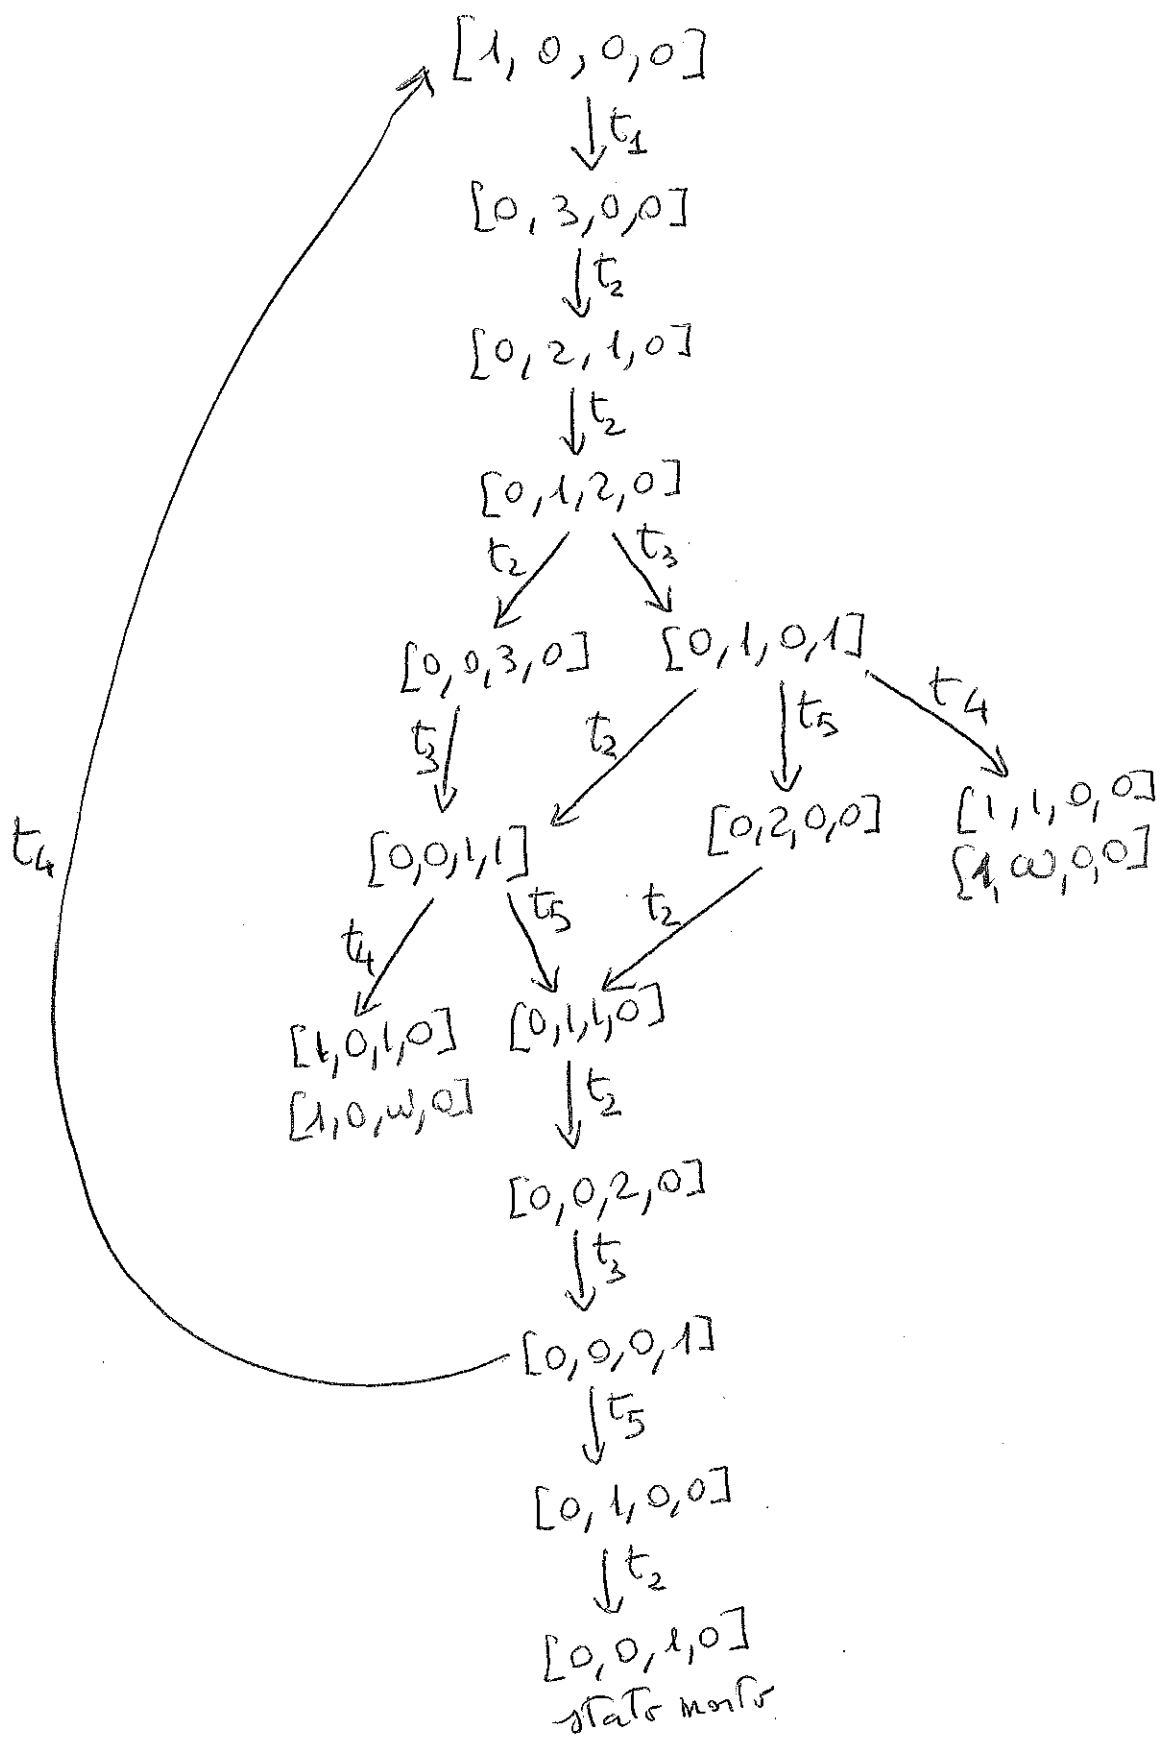 [1, 0, 0, 0]
t1
[0, 3, 0, 0]
t2
[0, 2, 1, 0]
t2
[0, 1, 2, 0]
t2 t3
[0, 0, 3, 0] [0, 1, 0, 1]
t3 t2 t5 t4
[0, 0, 1, 1] [0, 2, 0, 0] [1, 1, 0, 0]
[1, ω, 0, 0]
t4
t4 t5 t2
[1, 0, 1, 0] [0, 1, 1, 0]
[1, 0, ω, 0]
t2
[0, 0, 2, 0]
t3
[0, 0, 0, 1]
t5
[0, 1, 0, 0]
t2
[0, 0, 1, 0]
stato morto